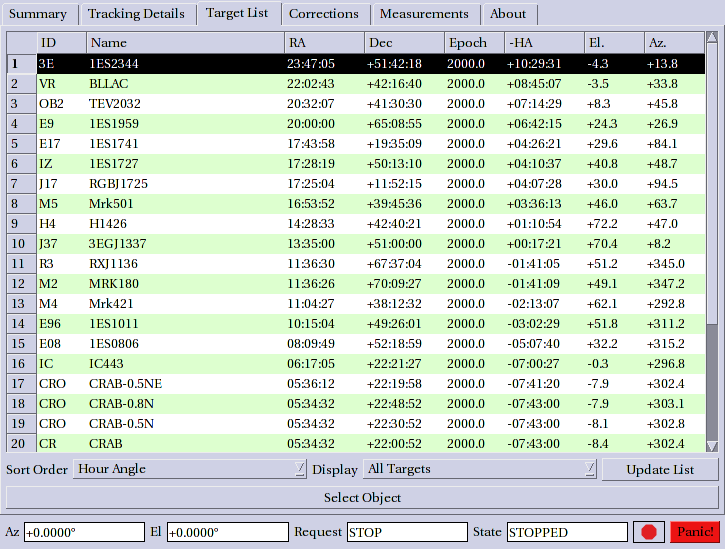 Summary Tracking Details Target List Corrections Measurements About
ID Name RA Dec Epoch -HA El. Az.
1 3E 1ES2344 23:47:05 +51:42:18 2000.0 +10:29:31 -4.3 +13.8
2 VR BLLAC 22:02:43 +42:16:40 2000.0 +08:45:07 -3.5 +33.8
3 OB2 TEV2032 20:32:07 +41:30:30 2000.0 +07:14:29 +8.3 +45.8
4 E9 1ES1959 20:00:00 +65:08:55 2000.0 +06:42:15 +24.3 +26.9
5 E17 1ES1741 17:43:58 +19:35:09 2000.0 +04:26:21 +29.6 +84.1
6 IZ 1ES1727 17:28:19 +50:13:10 2000.0 +04:10:37 +40.8 +48.7
7 J17 RGBJ1725 17:25:04 +11:52:15 2000.0 +04:07:28 +30.0 +94.5
8 M5 Mrk501 16:53:52 +39:45:36 2000.0 +03:36:13 +46.0 +63.7
9 H4 H1426 14:28:33 +42:40:21 2000.0 +01:10:54 +72.2 +47.0
10 J37 3EGJ1337 13:35:00 +51:00:00 2000.0 +00:17:21 +70.4 +8.2
11 R3 RXJ1136 11:36:30 +67:37:04 2000.0 -01:41:05 +51.2 +345.0
12 M2 MRK180 11:36:26 +70:09:27 2000.0 -01:41:09 +49.1 +347.2
13 M4 Mrk421 11:04:27 +38:12:32 2000.0 -02:13:07 +62.1 +292.8
14 E96 1ES1011 10:15:04 +49:26:01 2000.0 -03:02:29 +51.8 +311.2
15 E08 1ES0806 08:09:49 +52:18:59 2000.0 -05:07:40 +32.2 +315.2
16 IC IC443 06:17:05 +22:21:27 2000.0 -07:00:27 -0.3 +296.8
17 CRO CRAB-0.5NE 05:36:12 +22:19:58 2000.0 -07:41:20 -7.9 +302.4
18 CRO CRAB-0.8N 05:34:32 +22:48:52 2000.0 -07:43:00 -7.9 +303.1
19 CRO CRAB-0.5N 05:34:32 +22:30:52 2000.0 -07:43:00 -8.1 +302.8
20 CR CRAB 05:34:32 +22:00:52 2000.0 -07:43:00 -8.4 +302.4
Sort Order Hour Angle Display All Targets Update List
Select Object
Az +0.0000° El +0.0000° Request STOP State STOPPED Panic!